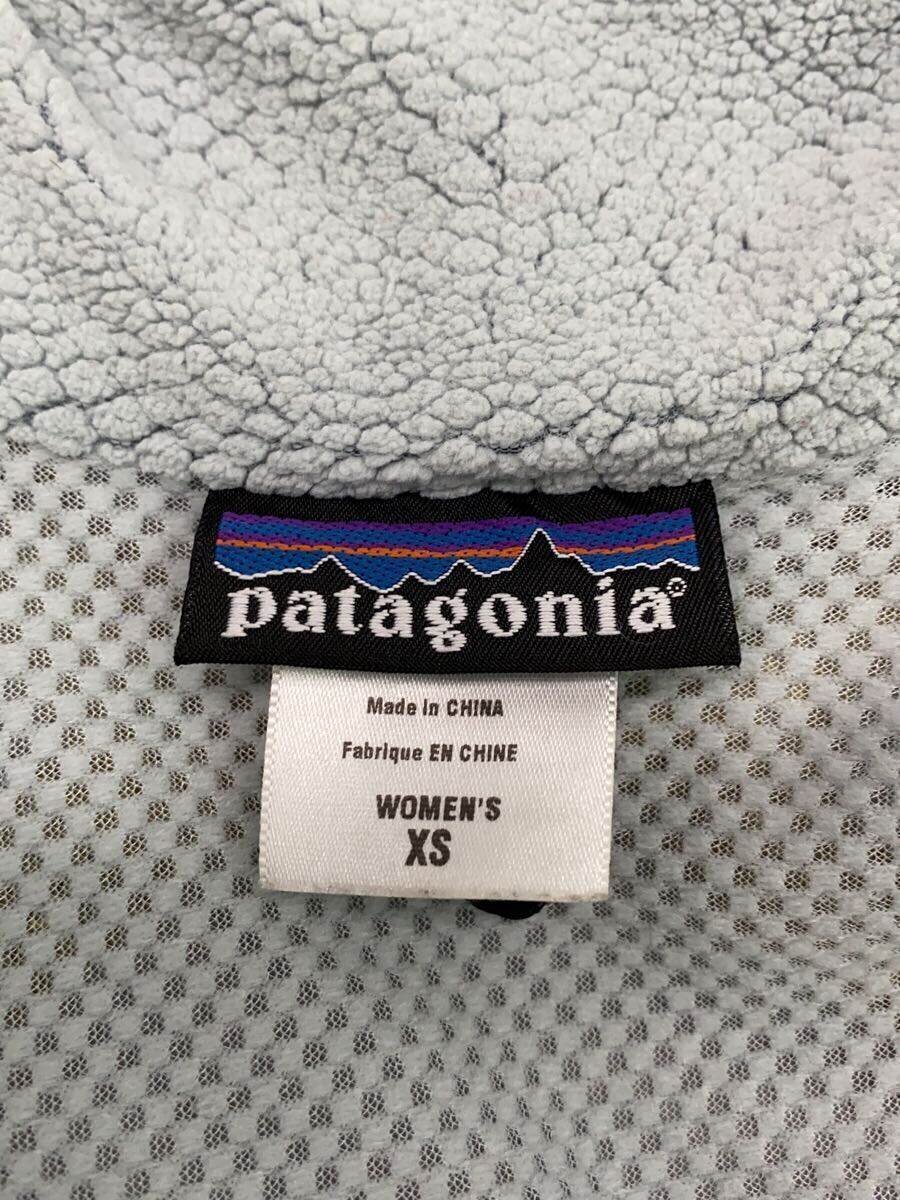 patagonia®
Made in CHINA
Fabrique EN CHINE
WOMEN'S
XS